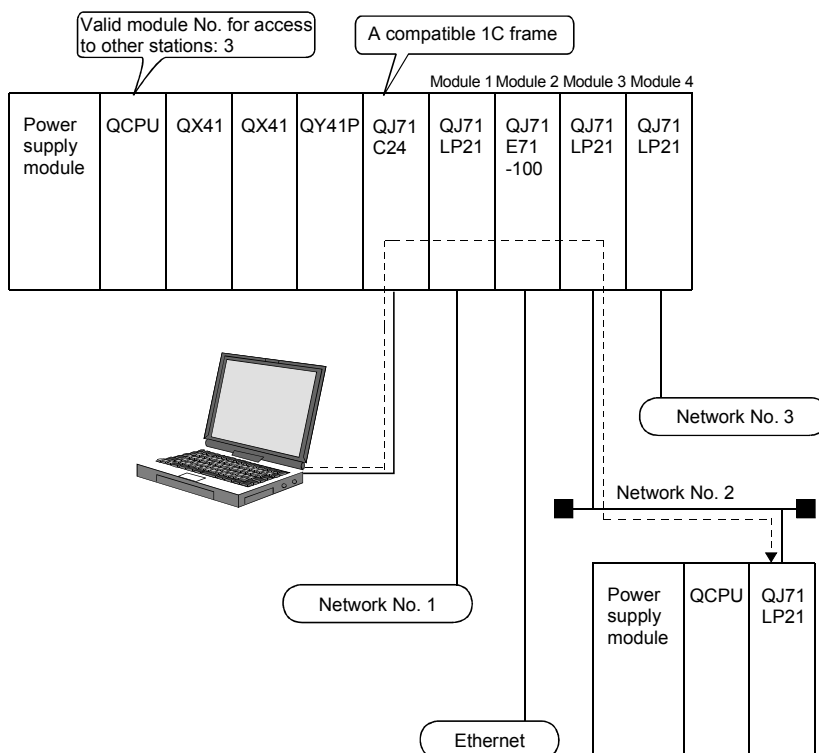 Valid module No. for access
to other stations: 3
A compatible 1C frame
Module 1 Module 2 Module 3 Module 4
Power
supply
module
QCPU
QX41
QX41
QY41P
QJ71
C24
QJ71
LP21
QJ71
E71
-100
QJ71
LP21
QJ71
LP21
Network No. 3
Network No. 2
Network No. 1
Power
supply
module
QCPU
QJ71
LP21
Ethernet